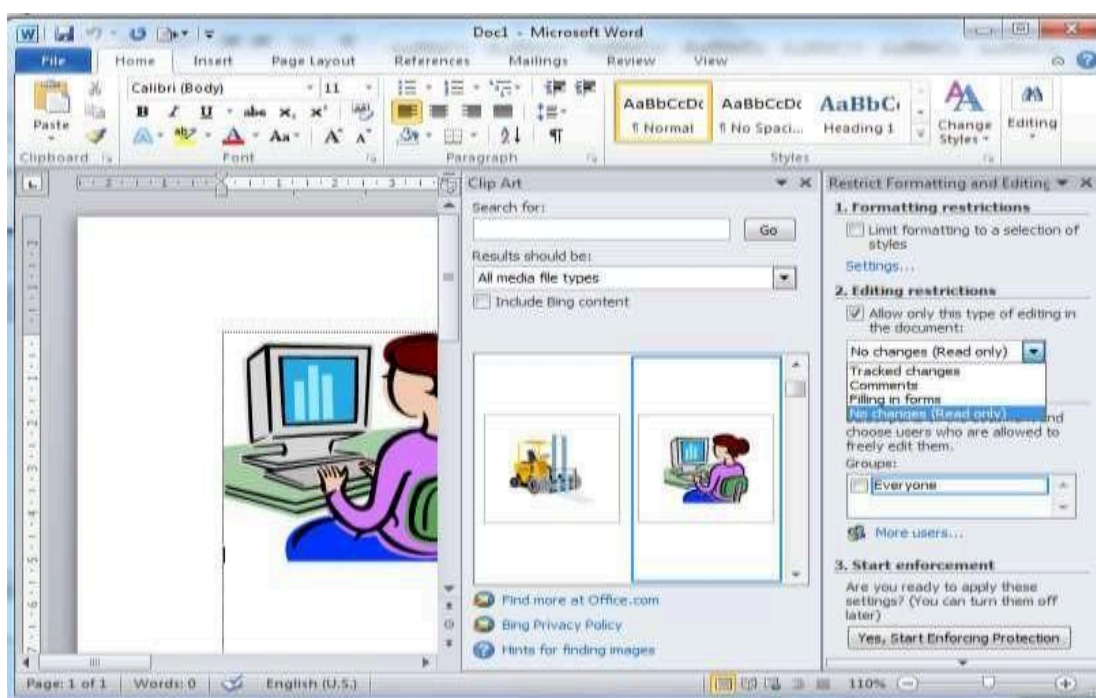 Doc1 - Microsoft Word
File Home Insert Page Layout References Mailings Review View
Paste
Clipboard
Calibri (Body) 11
B I U abc x, x²
Aa A A
Font
Paragraph
AaBbCcDc AaBbCcDc AaBbC
¶ Normal ¶ No Spaci... Heading 1
Change Styles
Styles
Editing
Clip Art
Search for:
Go
Results should be:
All media file types
Include Bing content
Find more at Office.com
Bing Privacy Policy
Hints for finding images
Restrict Formatting and Editing
1. Formatting restrictions
Limit formatting to a selection of
styles
Settings...
2. Editing restrictions
Allow only this type of editing in
the document:
No changes (Read only)
Tracked changes
Comments
Filling in forms
No changes (Read only)
and
choose users who are allowed to
freely edit them.
Groups:
Everyone
More users...
3. Start enforcement
Are you ready to apply these
settings? (You can turn them off
later)
Yes, Start Enforcing Protection
Page: 1 of 1 Words: 0 English (U.S.) 110%